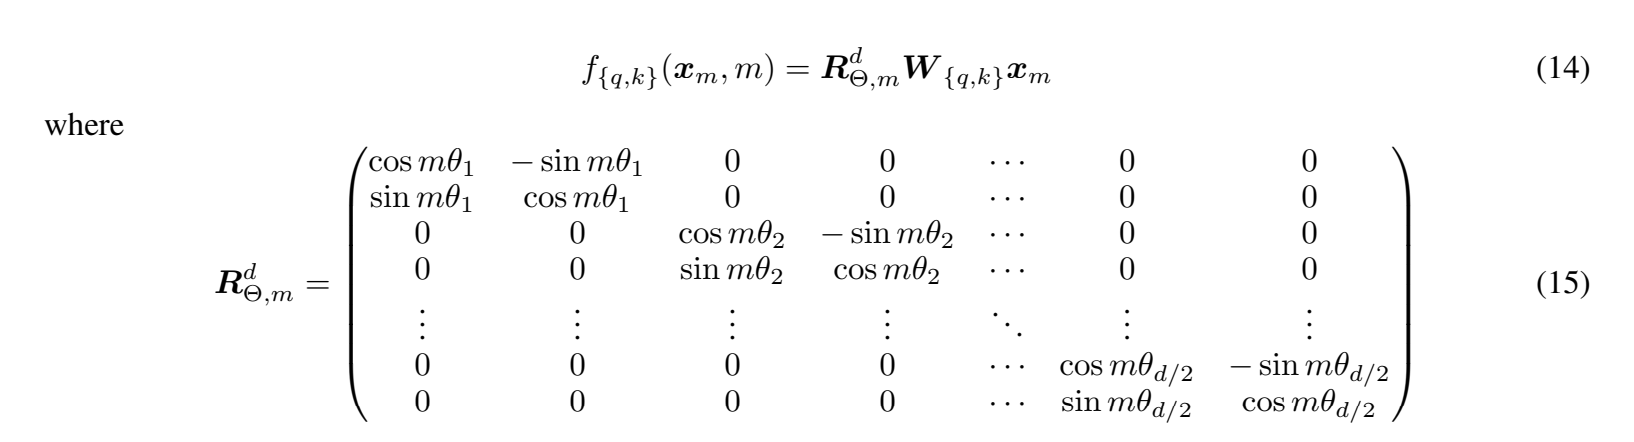 f_{\{q,k\}}(\boldsymbol{x}_m, m) = \boldsymbol{R}^d_{\Theta,m} \boldsymbol{W}_{\{q,k\}} \boldsymbol{x}_m (14)
where
\boldsymbol{R}^d_{\Theta,m} = \begin{pmatrix} \cos m\theta_1 & -\sin m\theta_1 & 0 & 0 & \cdots & 0 & 0 \\ \sin m\theta_1 & \cos m\theta_1 & 0 & 0 & \cdots & 0 & 0 \\ 0 & 0 & \cos m\theta_2 & -\sin m\theta_2 & \cdots & 0 & 0 \\ 0 & 0 & \sin m\theta_2 & \cos m\theta_2 & \cdots & 0 & 0 \\ \vdots & \vdots & \vdots & \vdots & \ddots & \vdots & \vdots \\ 0 & 0 & 0 & 0 & \cdots & \cos m\theta_{d/2} & -\sin m\theta_{d/2} \\ 0 & 0 & 0 & 0 & \cdots & \sin m\theta_{d/2} & \cos m\theta_{d/2} \end{pmatrix} (15)